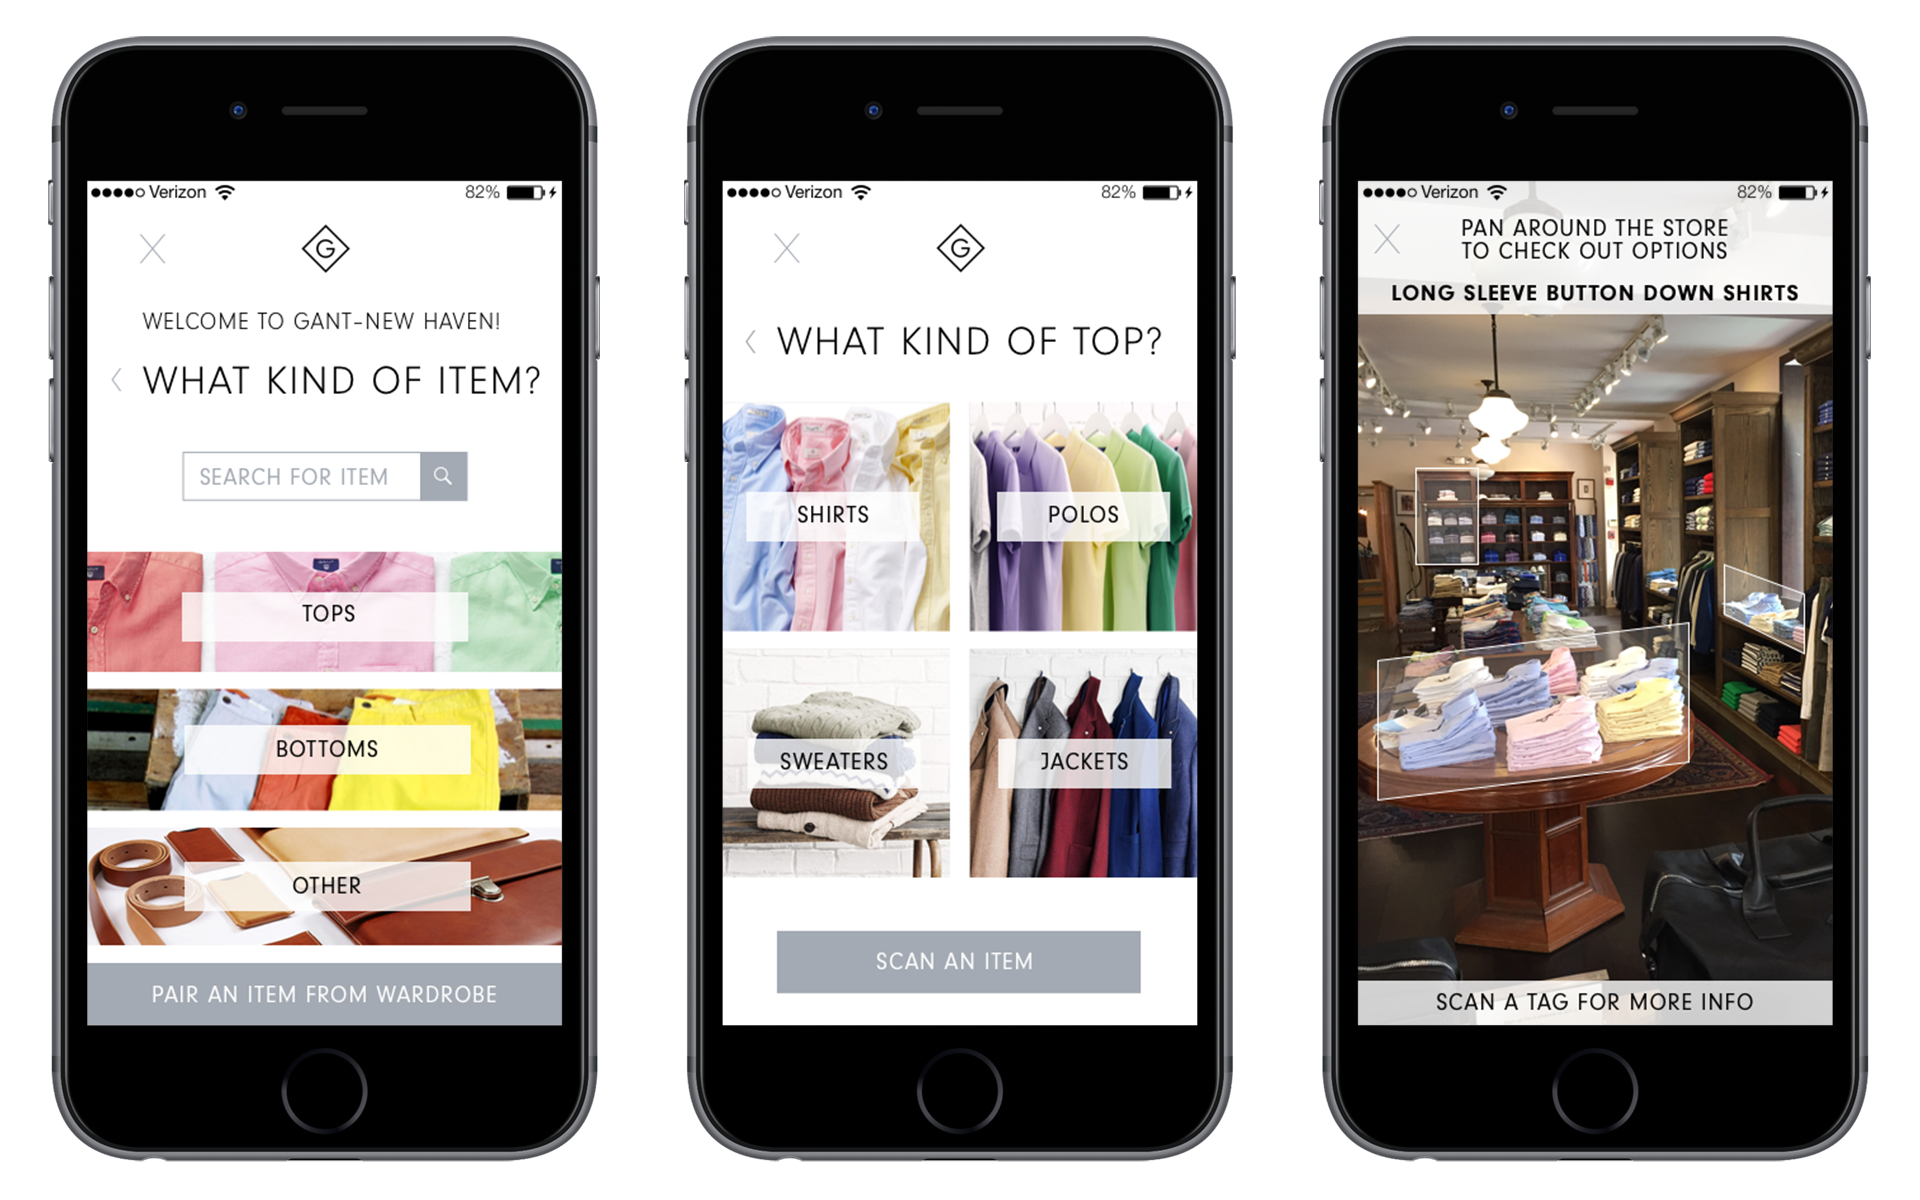 Verizon
82%
G
WELCOME TO GANT-NEW HAVEN!
WHAT KIND OF ITEM?
SEARCH FOR ITEM
TOPS
BOTTOMS
OTHER
PAIR AN ITEM FROM WARDROBE
Verizon
82%
G
WHAT KIND OF TOP?
SHIRTS
POLOS
SWEATERS
JACKETS
SCAN AN ITEM
Verizon
82%
PAN AROUND THE STORE
TO CHECK OUT OPTIONS
LONG SLEEVE BUTTON DOWN SHIRTS
SCAN A TAG FOR MORE INFO